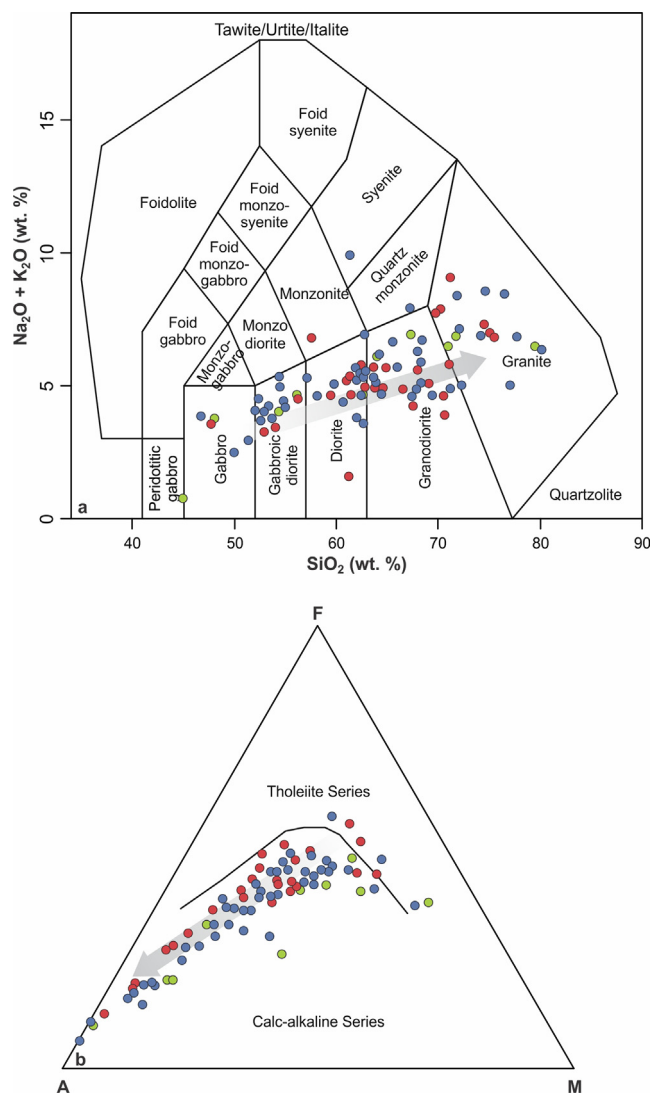 Tawite/Urtite/Italite
Foid
syenite
Foidolite
Foid
monzo-
syenite
Syenite
Foid
monzo-
gabbro
Quartz
monzonite
Monzonite
Foid
gabbro
Monzo
diorite
Monzo-
gabbro
Granite
Peridotitic
gabbro
Gabbro
Gabbroic
diorite
Diorite
Granodiorite
Quartzolite
a
Na2O + K2O (wt. %)
15
10
5
0
40
50
60
70
80
90
SiO2 (wt. %)
F
Tholeiite Series
Calc-alkaline Series
b
A
M